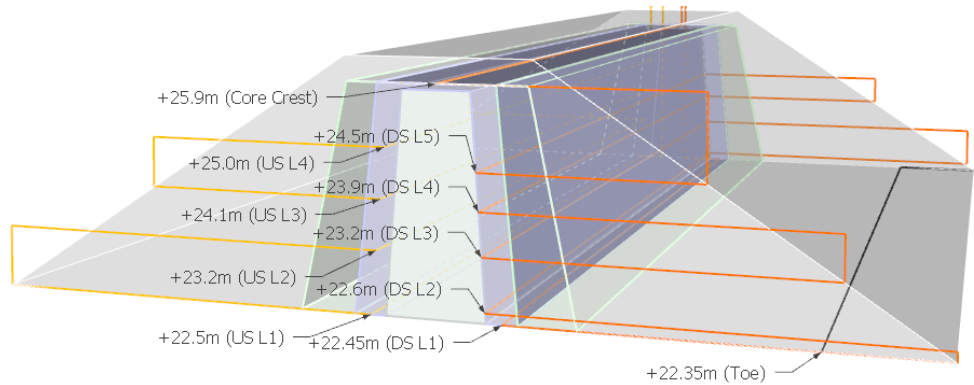 +25.9m (Core Crest)
+24.5m (DS L5)
+25.0m (US L4)
+23.9m (DS L4)
+24.1m (US L3)
+23.2m (DS L3)
+23.2m (US L2)
+22.6m (DS L2)
+22.5m (US L1)
+22.45m (DS L1)
+22.35m (Toe)